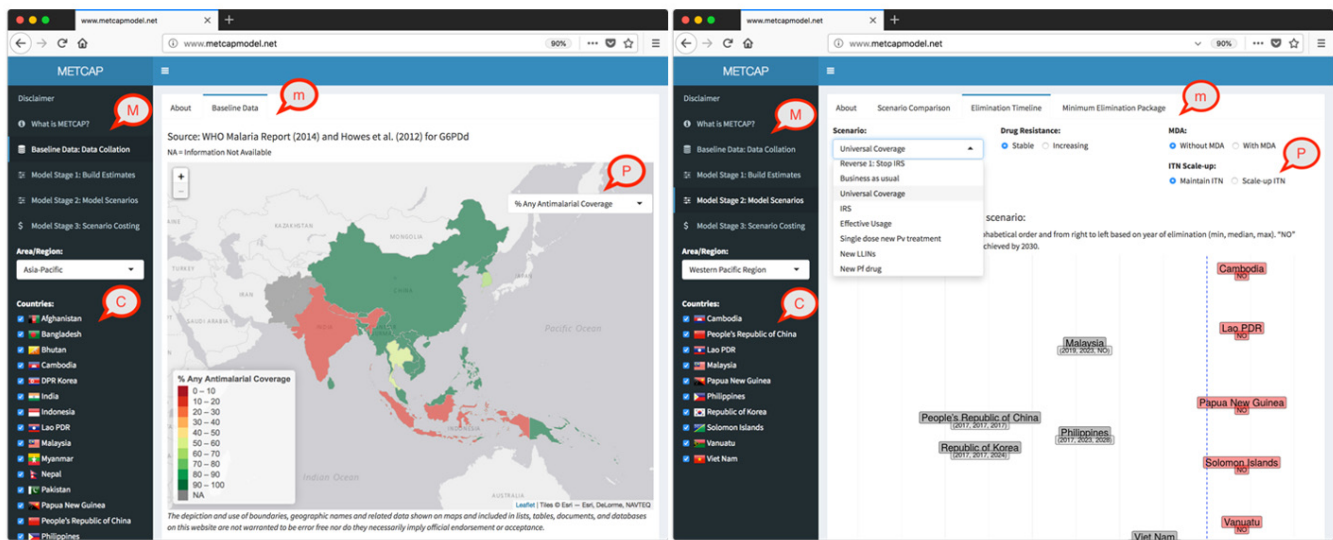 www.metcapmodel.net
www.metcapmodel.net
90%
METCAP
Disclaimer
What is METCAP?
Baseline Data: Data Collation
Model Stage 1: Build Estimates
Model Stage 2: Model Scenarios
Model Stage 3: Scenario Costing
Area/Region:
Asia-Pacific
Countries:
Afghanistan
Bangladesh
Bhutan
Cambodia
DPR Korea
India
Indonesia
Lao PDR
Malaysia
Myanmar
Nepal
Pakistan
Papua New Guinea
People's Republic of China
Philippines
M
C
About
Baseline Data
m
Source: WHO Malaria Report (2014) and Howes et al. (2012) for G6PDd
NA = Information Not Available
P
% Any Antimalarial Coverage
KAZAKHSTAN
MONGOLIA
TURKEY
IRAN
SAUDI ARABIA
CHINA
INDIA
JAPAN
Pacific Ocean
INDONESIA
Indian Ocean
AUSTRALIA
% Any Antimalarial Coverage
0 – 10
10 – 20
20 – 30
30 – 40
40 – 50
50 – 60
60 – 70
70 – 80
80 – 90
90 – 100
NA
Leaflet | Tiles © Esri — Esri, DeLorme, NAVTEQ
The depiction and use of boundaries, geographic names and related data shown on maps and included in lists, tables, documents, and databases
on this website are not warranted to be error free nor do they necessarily imply official endorsement or acceptance.
www.metcapmodel.net
www.metcapmodel.net
90%
METCAP
Disclaimer
What is METCAP?
Baseline Data: Data Collation
Model Stage 1: Build Estimates
Model Stage 2: Model Scenarios
Model Stage 3: Scenario Costing
Area/Region:
Western Pacific Region
Countries:
Cambodia
People's Republic of China
Lao PDR
Malaysia
Papua New Guinea
Philippines
Republic of Korea
Solomon Islands
Vanuatu
Viet Nam
M
C
About
Scenario Comparison
Elimination Timeline
Minimum Elimination Package
m
Scenario:
Universal Coverage
Reverse 1: Stop IRS
Business as usual
Universal Coverage
IRS
Effective Usage
Single dose new Pv treatment
New LLINs
New Pf drug
Drug Resistance:
Stable
Increasing
MDA:
Without MDA
With MDA
P
ITN Scale-up:
Maintain ITN
Scale-up ITN
scenario:
phabetical order and from right to left based on year of elimination (min, median, max). "NO"
chieved by 2030.
Cambodia
NO
Lao PDR
NO
Malaysia
(2019, 2023, NO)
Papua New Guinea
NO
People's Republic of China
(2017, 2017, 2017)
Philippines
(2017, 2023, 2028)
Republic of Korea
(2017, 2017, 2024)
Solomon Islands
NO
Vanuatu
NO
Viet Nam